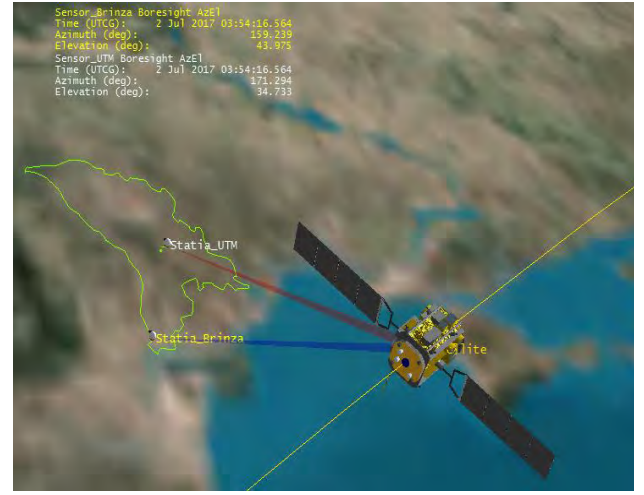 Sensor_Brinza Boresight AzEl
Time (UTCG): 2 Jul 2017 03:54:16.564
Azimuth (deg): 159.239
Elevation (deg): 43.975
Sensor_UTM Boresight AzEl
Time (UTCG): 2 Jul 2017 03:54:16.564
Azimuth (deg): 171.294
Elevation (deg): 34.733
Statia_UTM
Statia_Brinza